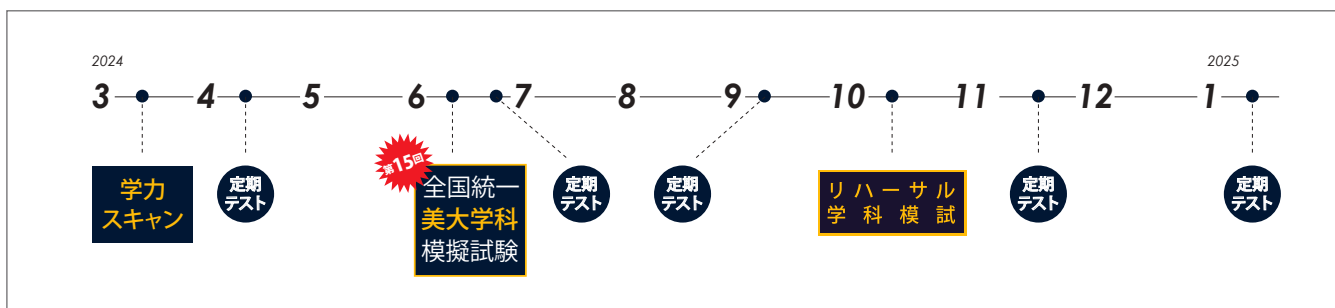 2024
2025
3 4 5 6 7 8 9 10 11 12 1
学力
スキャン
定期
テスト
第15回
全国統一
美大学科
模擬試験
定期
テスト
定期
テスト
リハーサル
学科模試
定期
テスト
定期
テスト